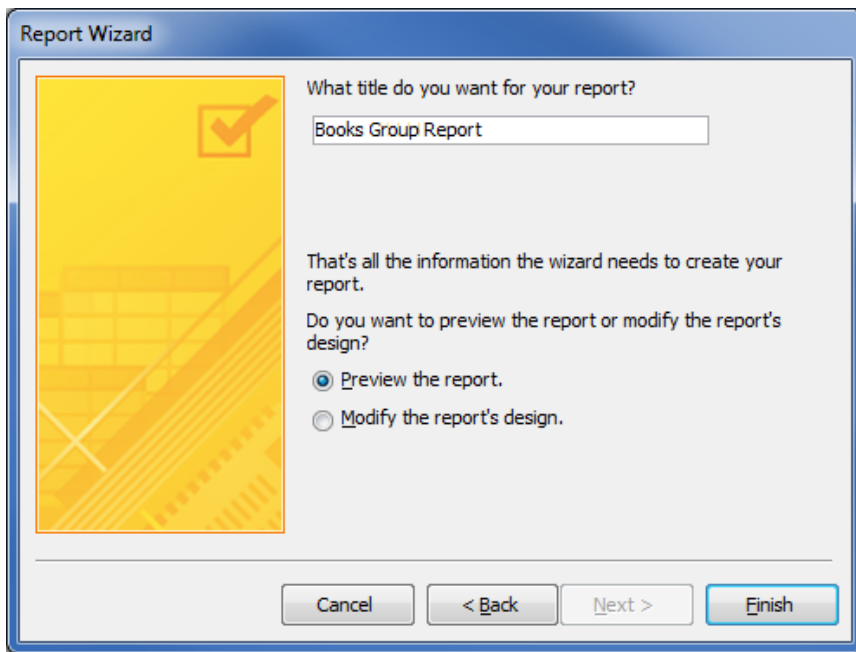 Report Wizard
What title do you want for your report?
Books Group Report
That's all the information the wizard needs to create your
report.
Do you want to preview the report or modify the report's
design?
Preview the report.
Modify the report's design.
Cancel
< Back
Next >
Finish